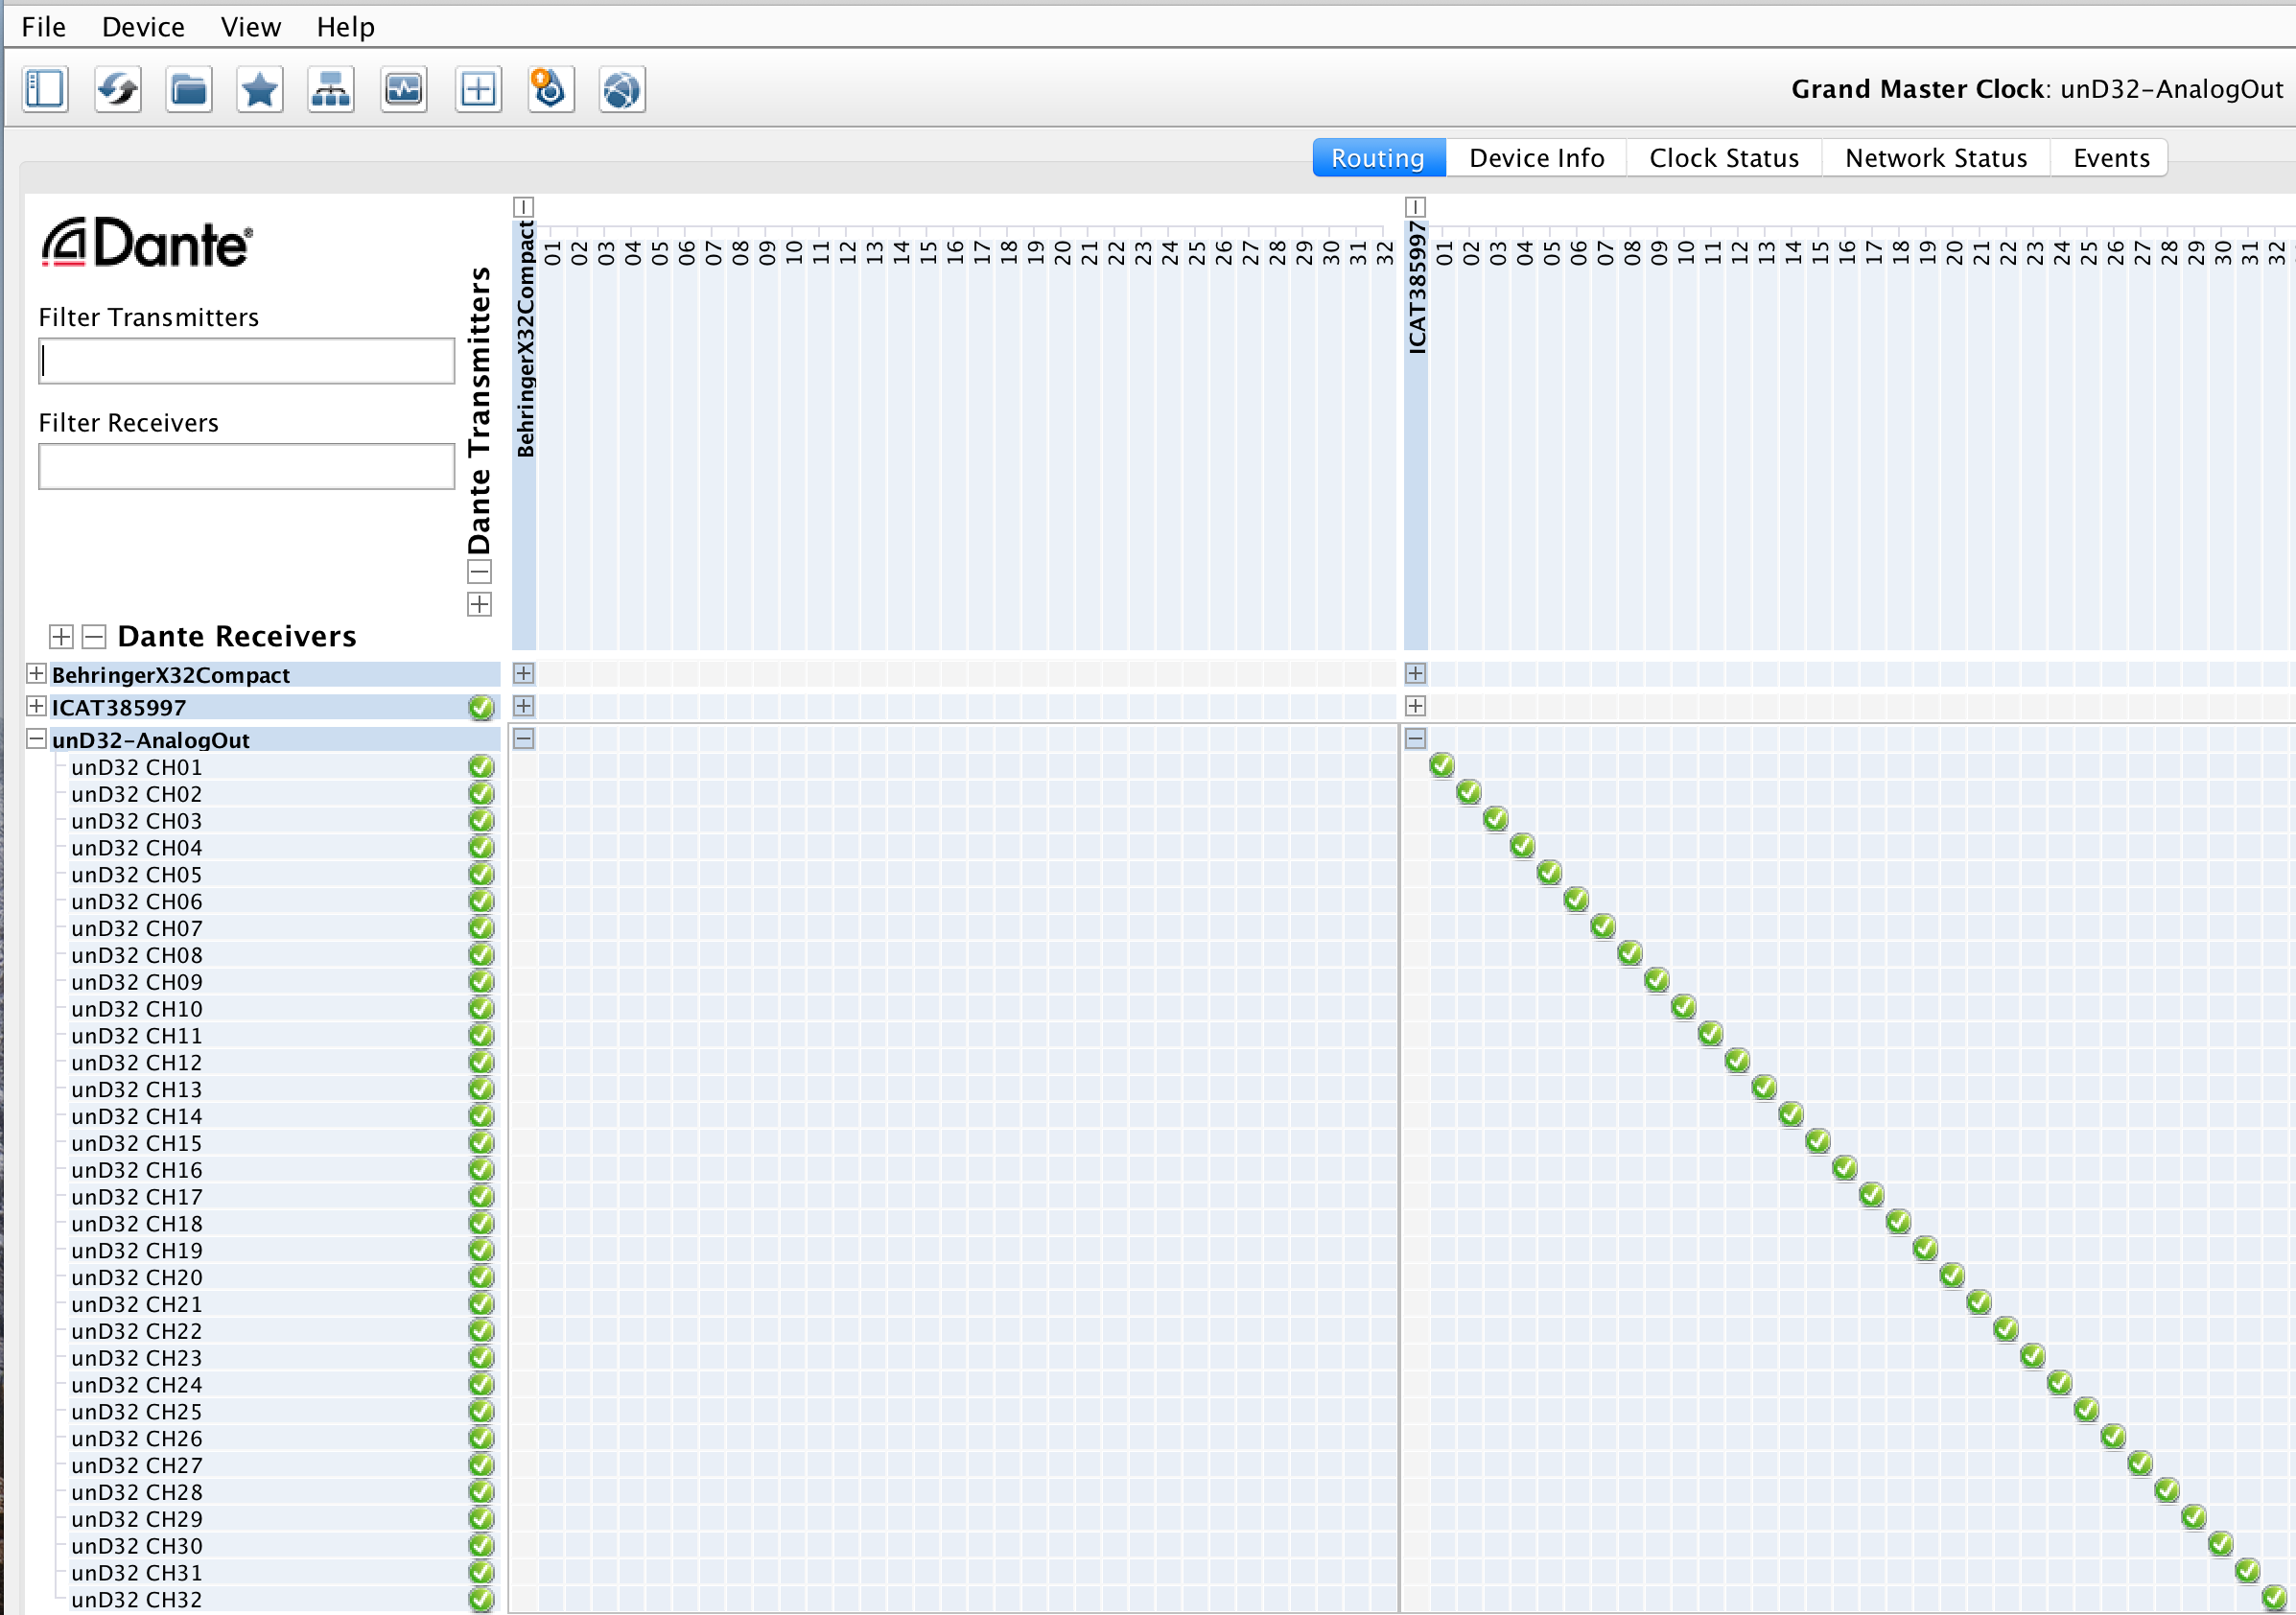 File Device View Help
Grand Master Clock: unD32-AnalogOut
Routing Device Info Clock Status Network Status Events
Dante®
Filter Transmitters
Filter Receivers
Dante Transmitters
BehringerX32Compact
01 02 03 04 05 06 07 08 09 10 11 12 13 14 15 16 17 18 19 20 21 22 23 24 25 26 27 28 29 30 31 32
ICAT385997
01 02 03 04 05 06 07 08 09 10 11 12 13 14 15 16 17 18 19 20 21 22 23 24 25 26 27 28 29 30 31 32
Dante Receivers
BehringerX32Compact
ICAT385997
unD32-AnalogOut
unD32 CH01
unD32 CH02
unD32 CH03
unD32 CH04
unD32 CH05
unD32 CH06
unD32 CH07
unD32 CH08
unD32 CH09
unD32 CH10
unD32 CH11
unD32 CH12
unD32 CH13
unD32 CH14
unD32 CH15
unD32 CH16
unD32 CH17
unD32 CH18
unD32 CH19
unD32 CH20
unD32 CH21
unD32 CH22
unD32 CH23
unD32 CH24
unD32 CH25
unD32 CH26
unD32 CH27
unD32 CH28
unD32 CH29
unD32 CH30
unD32 CH31
unD32 CH32